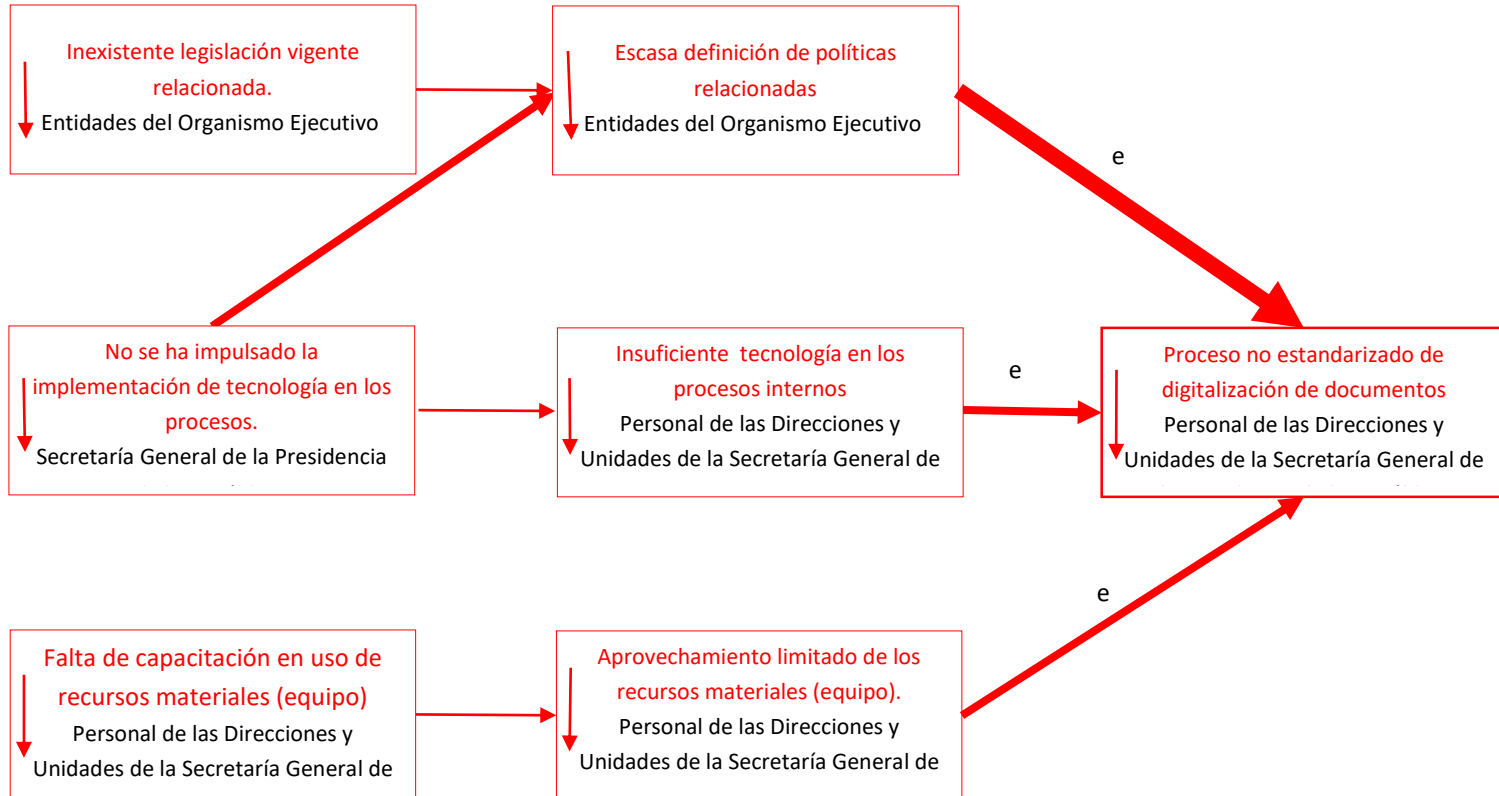 Inexistente legislación vigente
relacionada.
Entidades del Organismo Ejecutivo
Escasa definición de políticas
relacionadas
Entidades del Organismo Ejecutivo
e
No se ha impulsado la
implementación de tecnología en los
procesos.
Secretaría General de la Presidencia
Insuficiente tecnología en los
procesos internos
Personal de las Direcciones y
Unidades de la Secretaría General de
e
Proceso no estandarizado de
digitalización de documentos
Personal de las Direcciones y
Unidades de la Secretaría General de
Falta de capacitación en uso de
recursos materiales (equipo)
Personal de las Direcciones y
Unidades de la Secretaría General de
Aprovechamiento limitado de los
recursos materiales (equipo).
Personal de las Direcciones y
Unidades de la Secretaría General de
e